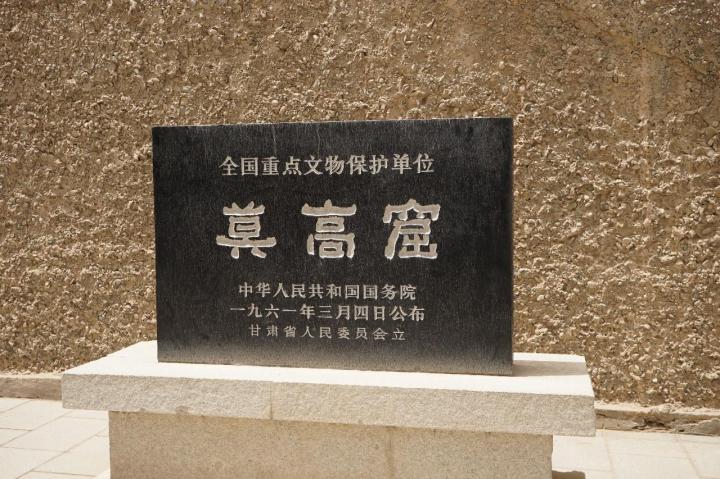 全国重点文物保护单位
莫高窟
中华人民共和国国务院
一九六一年三月四日公布
甘肃省人民委员会立